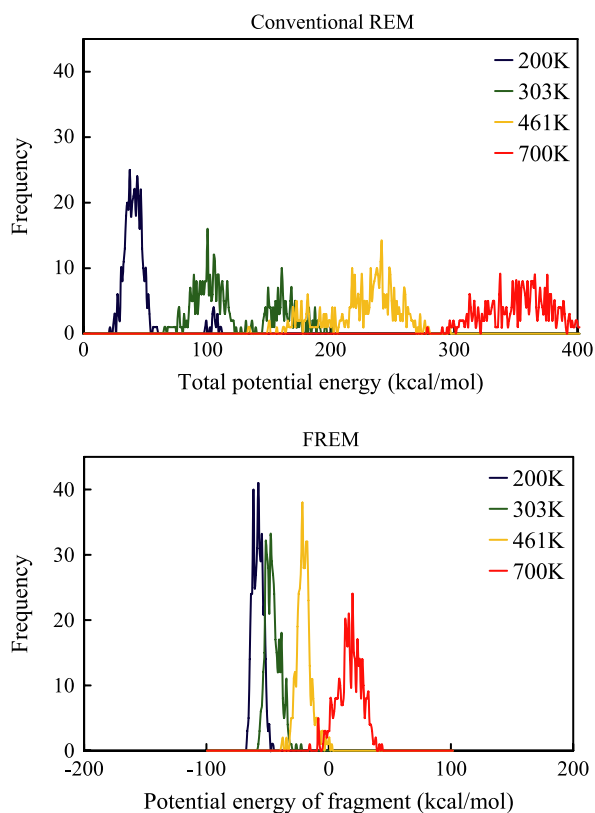 Conventional REM
40
30
20
10
0
Frequency
200K
303K
461K
700K
0
100
200
300
400
Total potential energy (kcal/mol)
FREM
40
30
20
10
0
Frequency
200K
303K
461K
700K
-200
-100
0
100
200
Potential energy of fragment (kcal/mol)